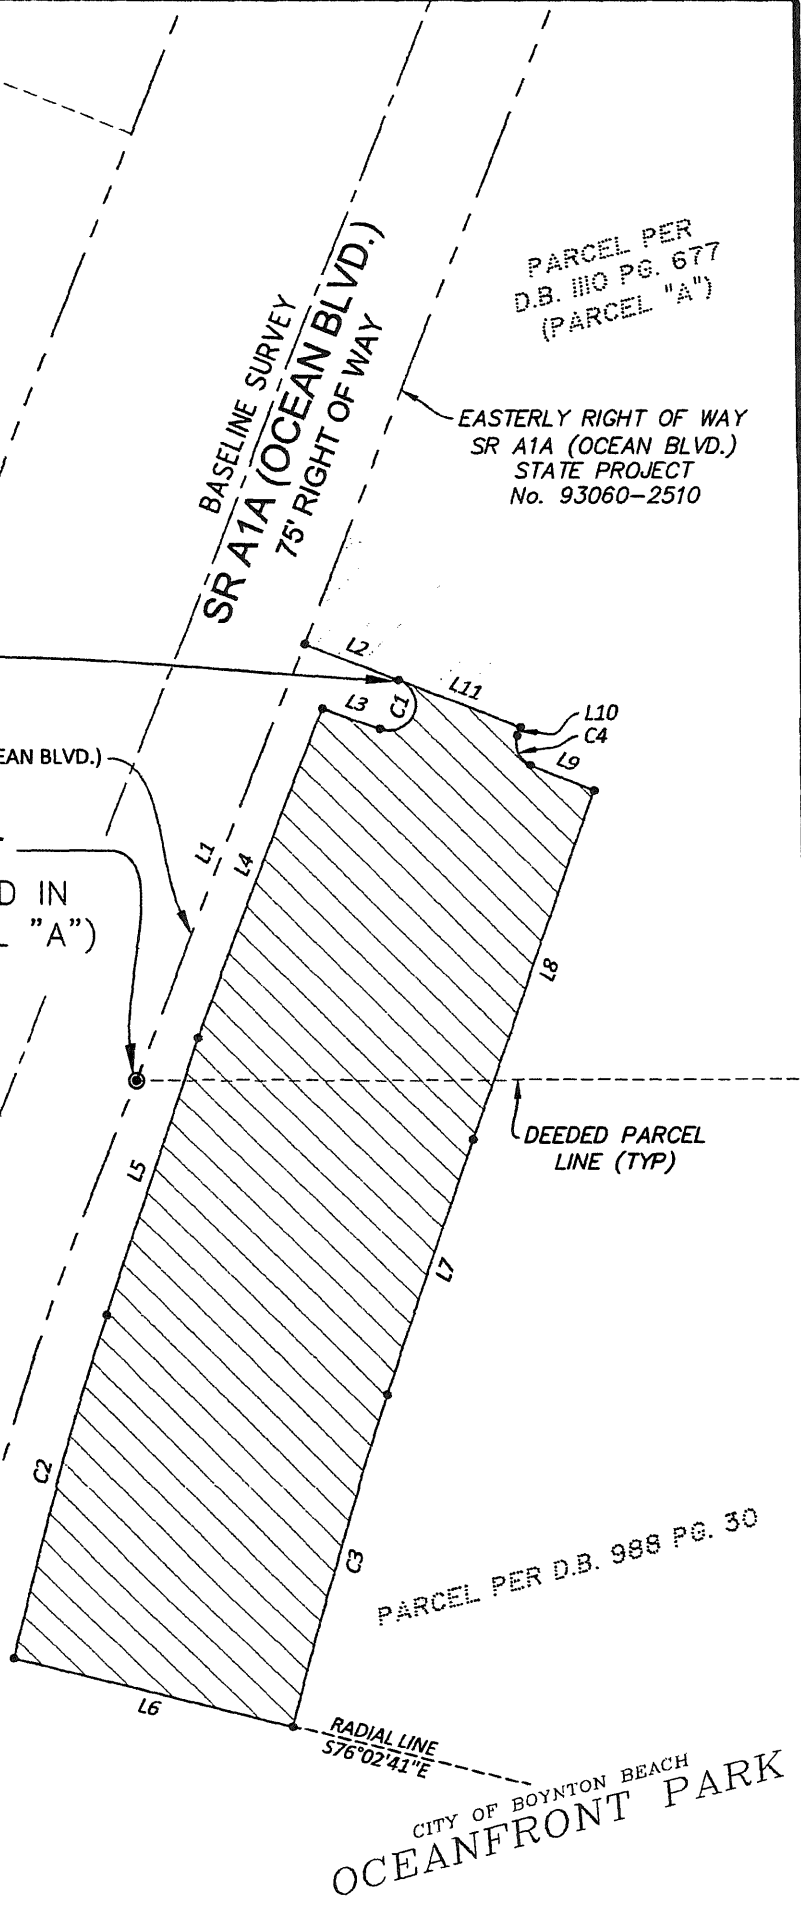 PARCEL PER
D.B. 1110 PG. 677
(PARCEL "A")
BASELINE SURVEY
SR A1A (OCEAN BLVD.)
75' RIGHT OF WAY
EASTERLY RIGHT OF WAY
SR A1A (OCEAN BLVD.)
STATE PROJECT
No. 93060-2510
L2
L11
L3
C1
L10
C4
L9
EAN BLVD.)
L1
L4
D IN
"A")
L8
DEEDED PARCEL
LINE (TYP)
L5
L7
C2
C3
PARCEL PER D.B. 988 PG. 30
L6
RADIAL LINE
S76°02'41"E
CITY OF BOYNTON BEACH
OCEANFRONT PARK